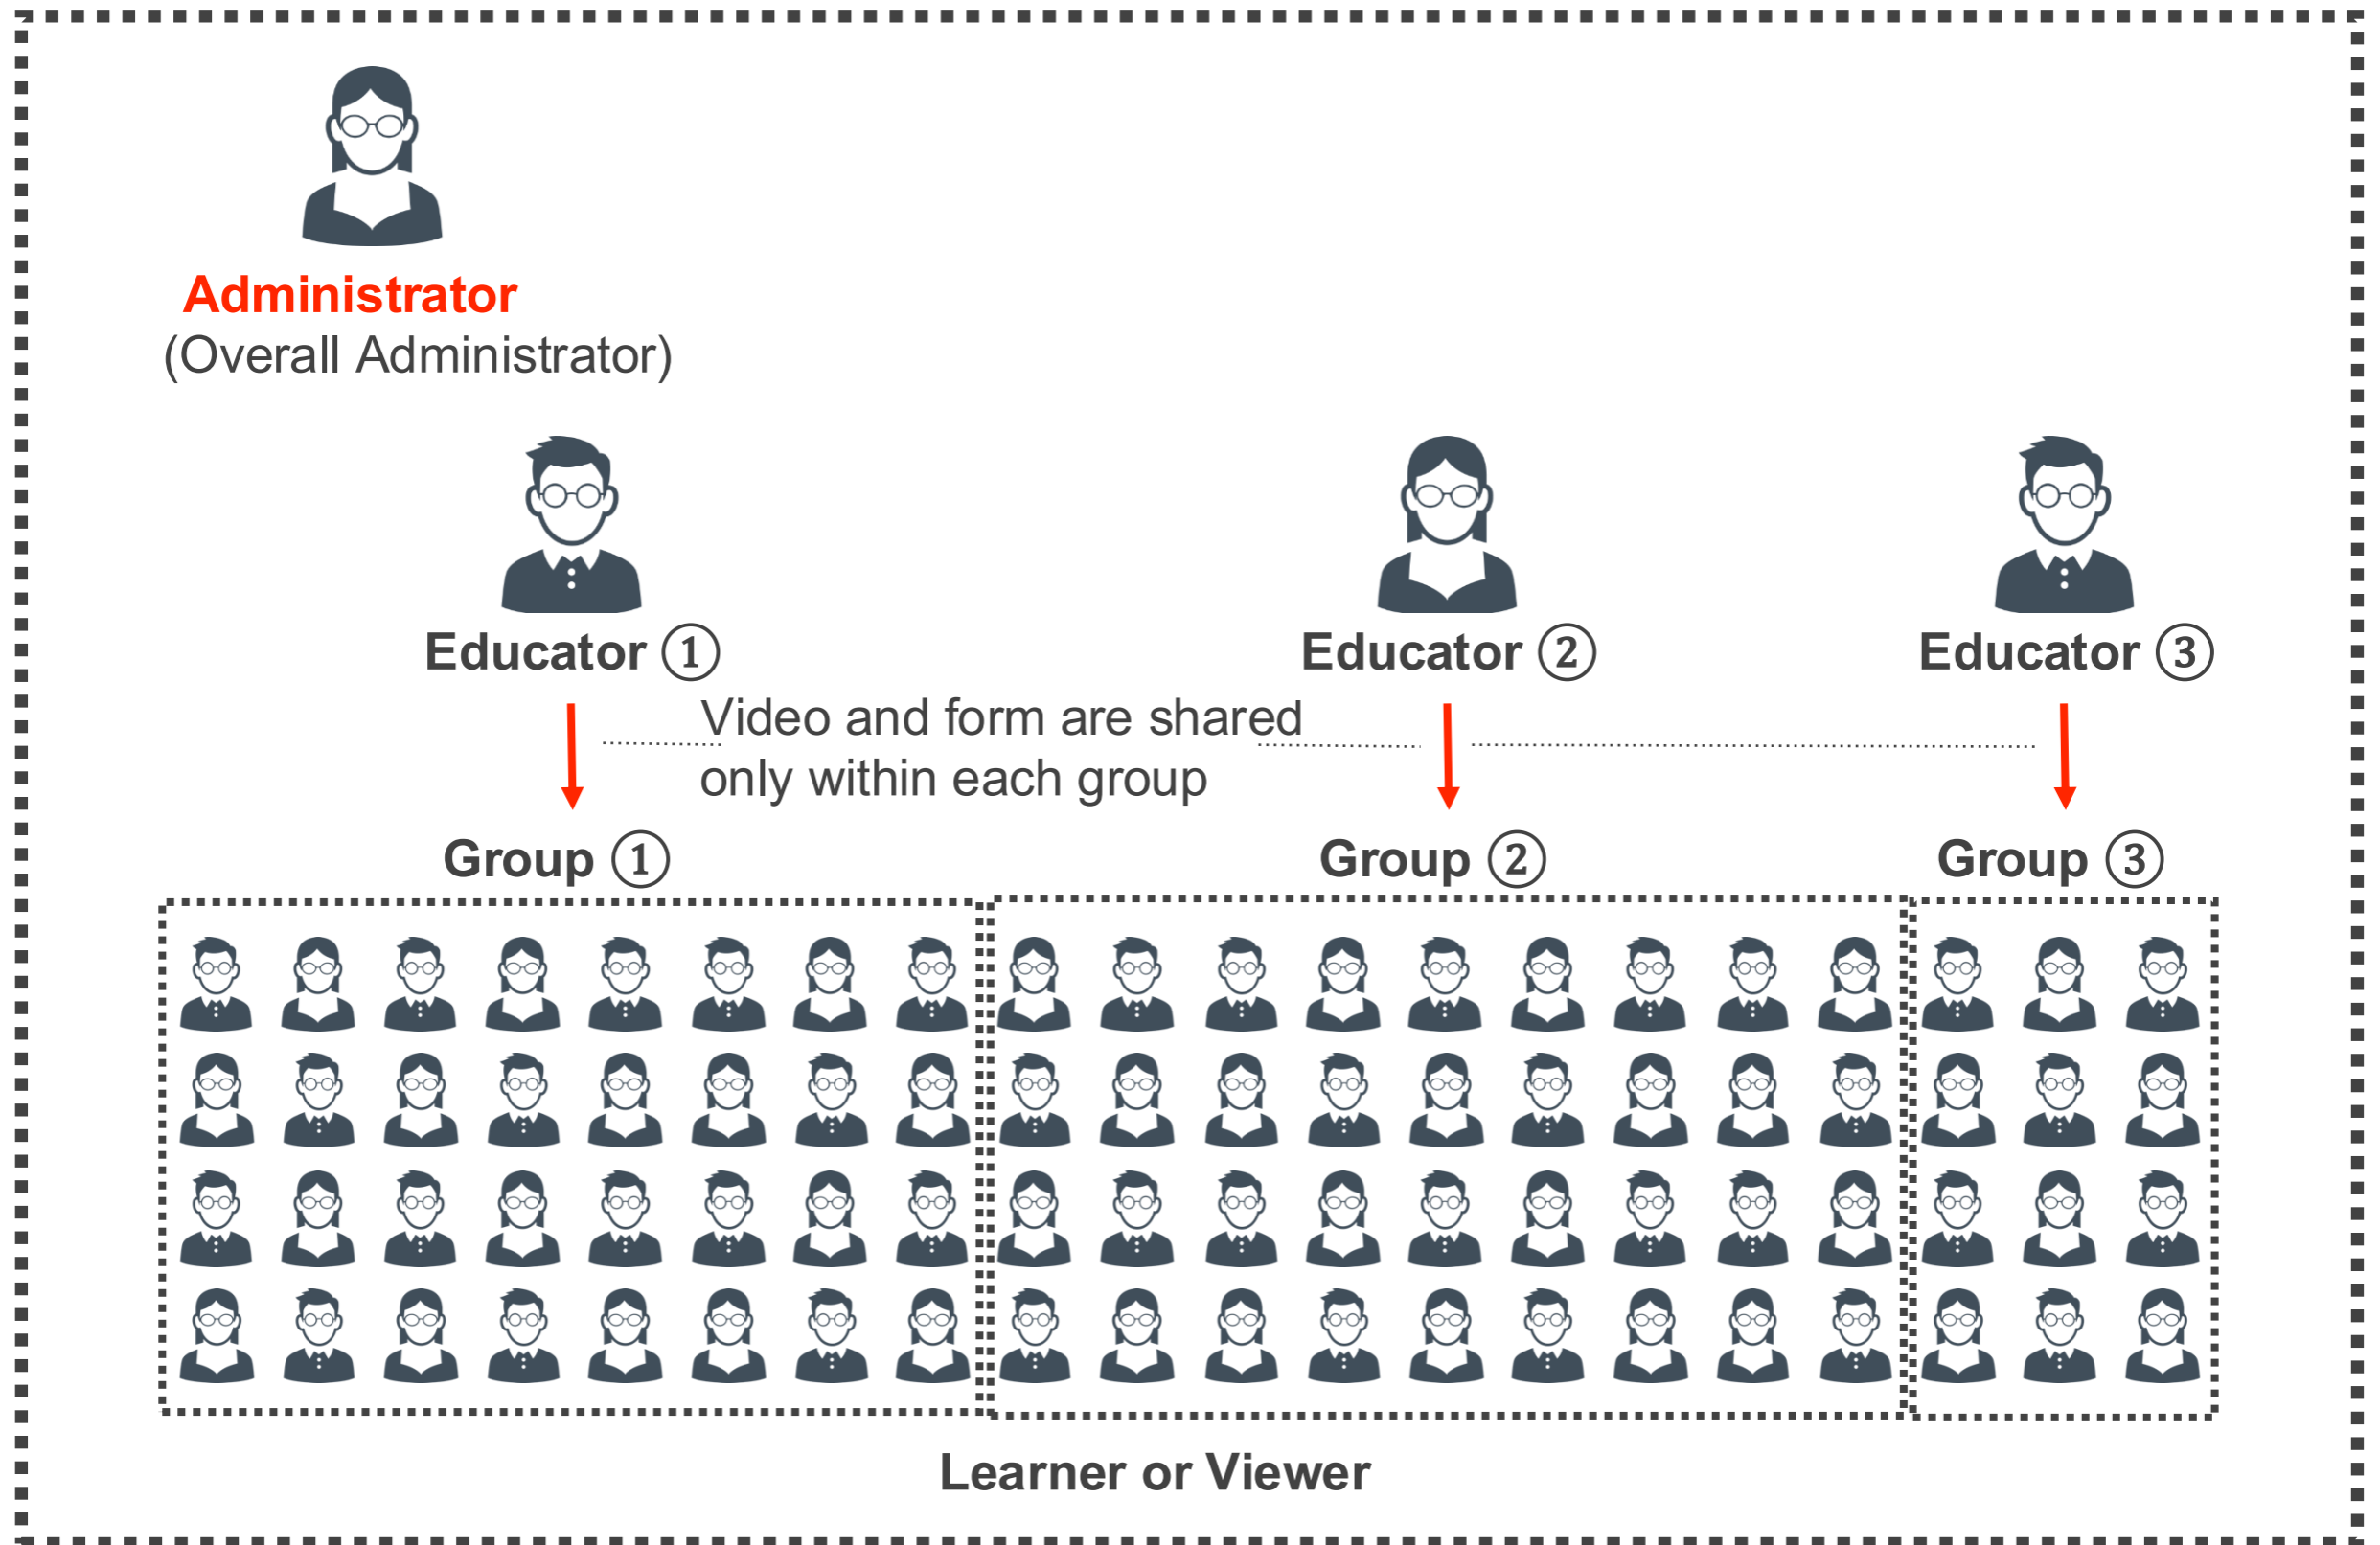 Administrator
(Overall Administrator)
Educator ①
Educator ②
Educator ③
Video and form are shared
only within each group
Group ①
Group ②
Group ③
Learner or Viewer